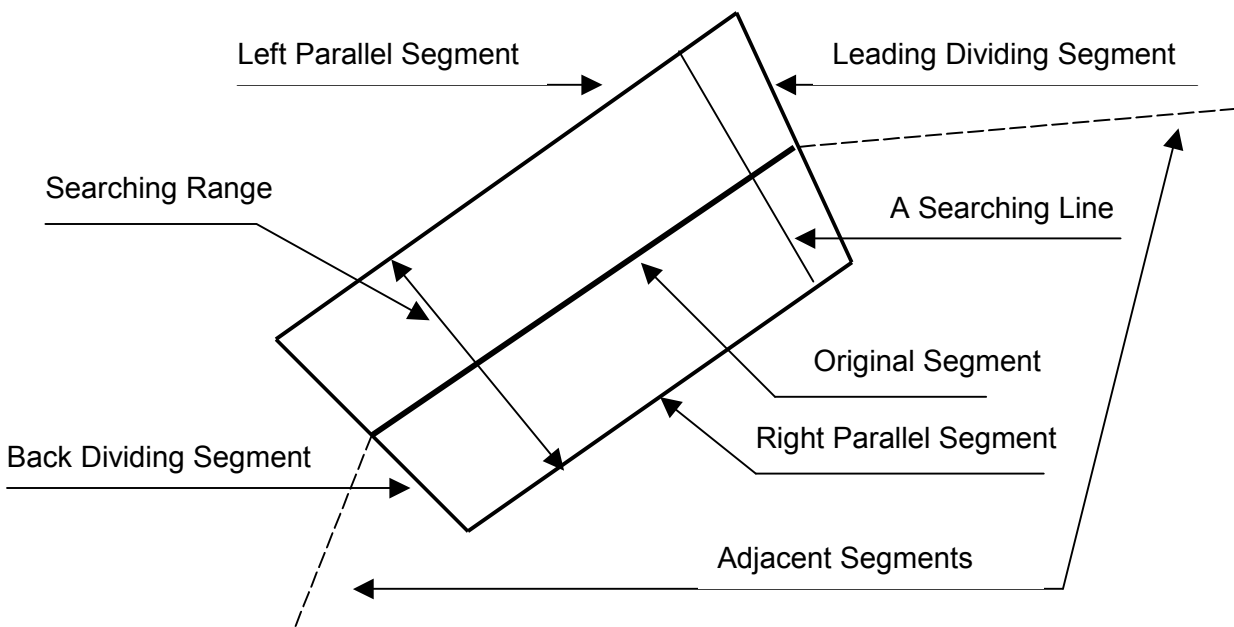 Left Parallel Segment
Leading Dividing Segment
Searching Range
A Searching Line
Original Segment
Right Parallel Segment
Back Dividing Segment
Adjacent Segments